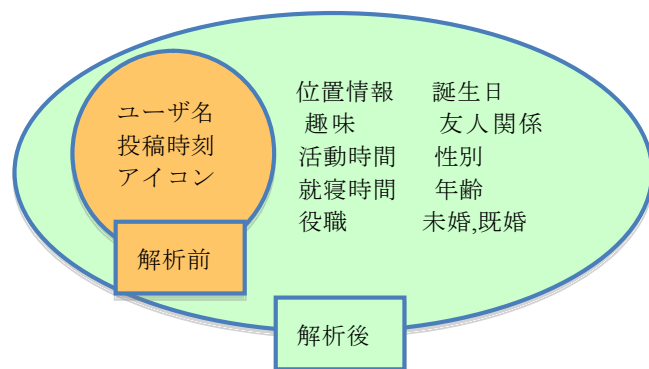 ユーザ名
投稿時刻
アイコン
解析前
位置情報 誕生日
趣味 友人関係
活動時間 性別
就寝時間 年齢
役職 未婚,既婚
解析後